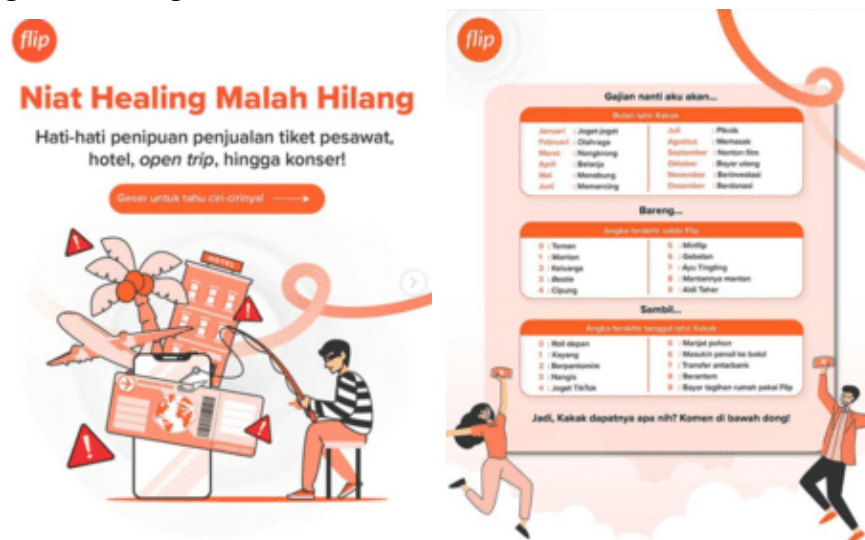 flip
Niat Healing Malah Hilang
Hati-hati penipuan penjualan tiket pesawat,
hotel, open trip, hingga konser!
Geser untuk tahu ciri-cirinya!
HOTEL
flip
Gajian nanti aku akan...
Bulan lahir Kakak
Januari : Joget-joget
Februari : Olahraga
Maret : Nongkrong
April : Belanja
Mei : Menabung
Juni : Memancing
Juli : Piknik
Agustus : Memasak
September : Nonton film
Oktober : Bayar utang
November : Berinvestasi
Desember : Berdonasi
Bareng...
Angka terakhir saldo Flip
0 : Teman
1 : Mantan
2 : Keluarga
3 : Bestie
4 : Cipung
5 : Minflip
6 : Gebetan
7 : Ayu Tingting
8 : Mantannya mantan
9 : Aldi Taher
Sambil...
Angka terakhir tanggal lahir Kakak
0 : Roll depan
1 : Kayang
2 : Berpantomim
3 : Nangis
4 : Joget TikTok
5 : Manjat pohon
6 : Masukin pensil ke botol
7 : Transfer antarbank
8 : Berantem
9 : Bayar tagihan rumah pakai Flip
Jadi, Kakak dapatnya apa nih? Komen di bawah dong!